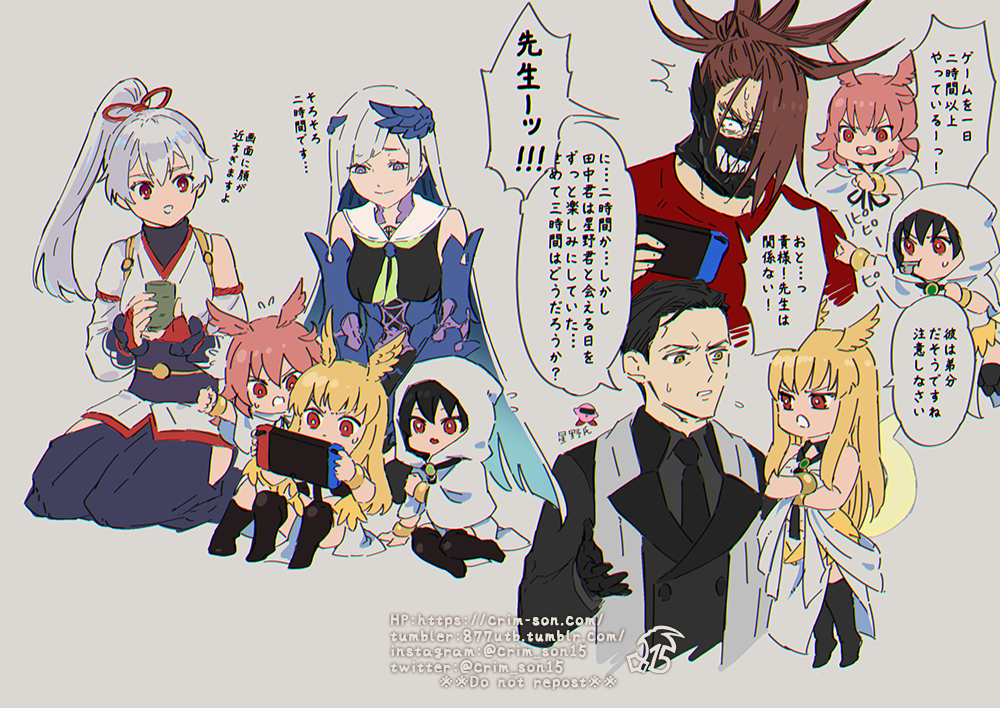 ゲームを一日
二時間以上
やっているーっ！
先生ーッ
!!!
ピピーッ
ピピ
おと…っ
貴様！先生は
関係ない！
に…二時間か…しかし
田中君は星野君と会える日を
ずっと楽しみにしていた…
せめて三時間はどうだろうか？
彼は弟分
だそうですね
注意しなさい
星野氏
そろそろ
二時間です…
画面に顔が
近すぎますよ
HP:https://crim-son.com/
tumbler:877utb.tumblr.com/
instagram:@Crim_son15
twitter:@Crim_son15
※※Do not repost※※